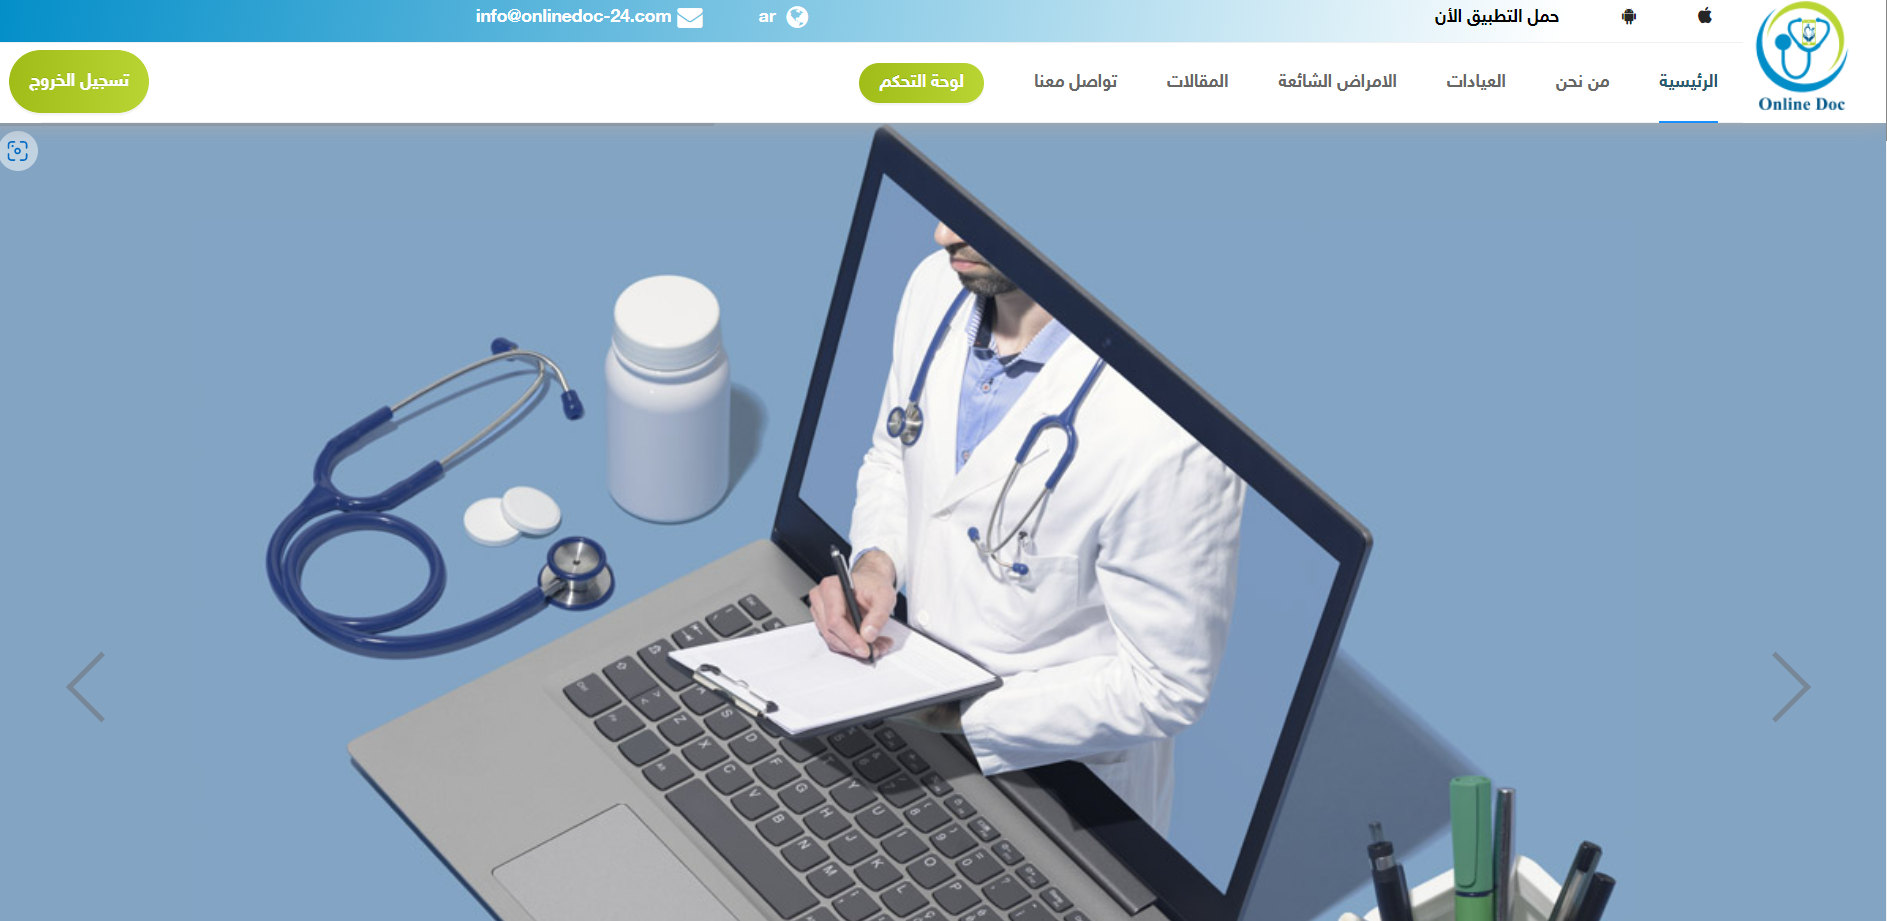 حمل التطبيق الأن
ar
info@onlinedoc-24.com
Online Doc
الرئيسية
من نحن
العيادات
الامراض الشائعة
المقالات
تواصل معنا
لوحة التحكم
تسجيل الخروج